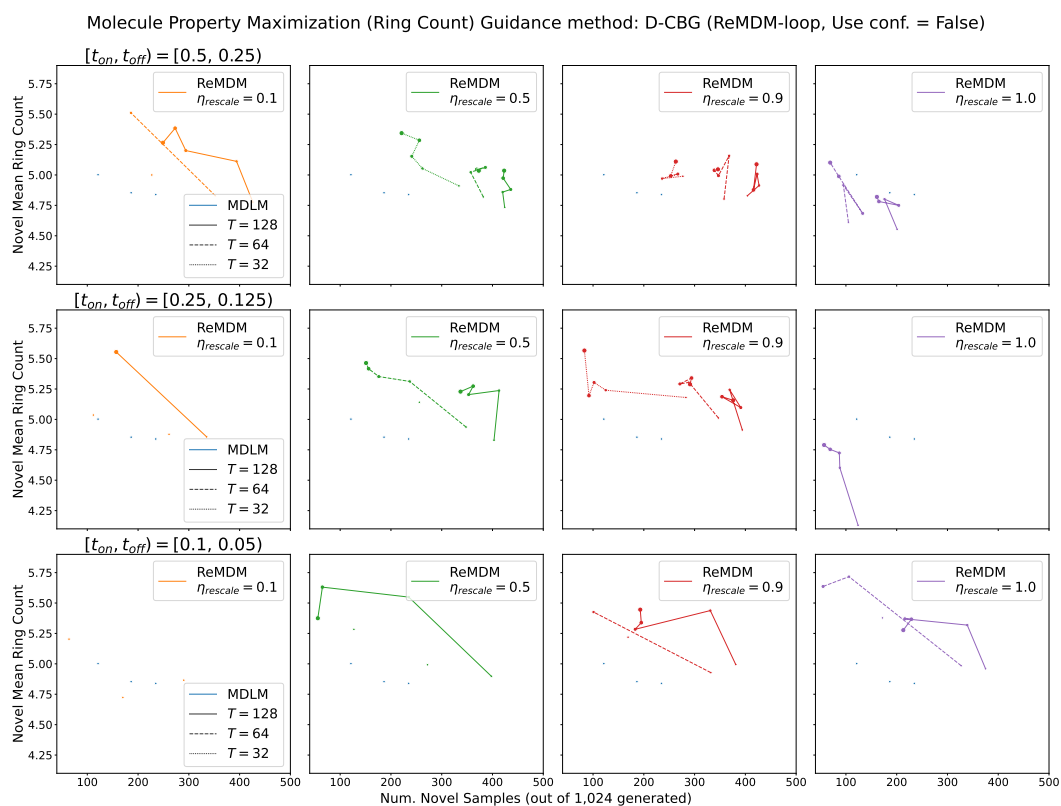 Molecule Property Maximization (Ring Count) Guidance method: D-CBG (ReMDM-loop, Use conf. = False)
[t_on, t_off) = [0.5, 0.25)
Novel Mean Ring Count
5.75
5.50
5.25
5.00
4.75
4.50
4.25
ReMDM
η_rescale = 0.1
MDLM
T = 128
T = 64
T = 32
ReMDM
η_rescale = 0.5
ReMDM
η_rescale = 0.9
ReMDM
η_rescale = 1.0
[t_on, t_off) = [0.25, 0.125)
Novel Mean Ring Count
5.75
5.50
5.25
5.00
4.75
4.50
4.25
ReMDM
η_rescale = 0.1
MDLM
T = 128
T = 64
T = 32
ReMDM
η_rescale = 0.5
ReMDM
η_rescale = 0.9
ReMDM
η_rescale = 1.0
[t_on, t_off) = [0.1, 0.05)
Novel Mean Ring Count
5.75
5.50
5.25
5.00
4.75
4.50
4.25
ReMDM
η_rescale = 0.1
MDLM
T = 128
T = 64
T = 32
ReMDM
η_rescale = 0.5
ReMDM
η_rescale = 0.9
ReMDM
η_rescale = 1.0
100 200 300 400 500
100 200 300 400 500
100 200 300 400 500
100 200 300 400 500
Num. Novel Samples (out of 1,024 generated)